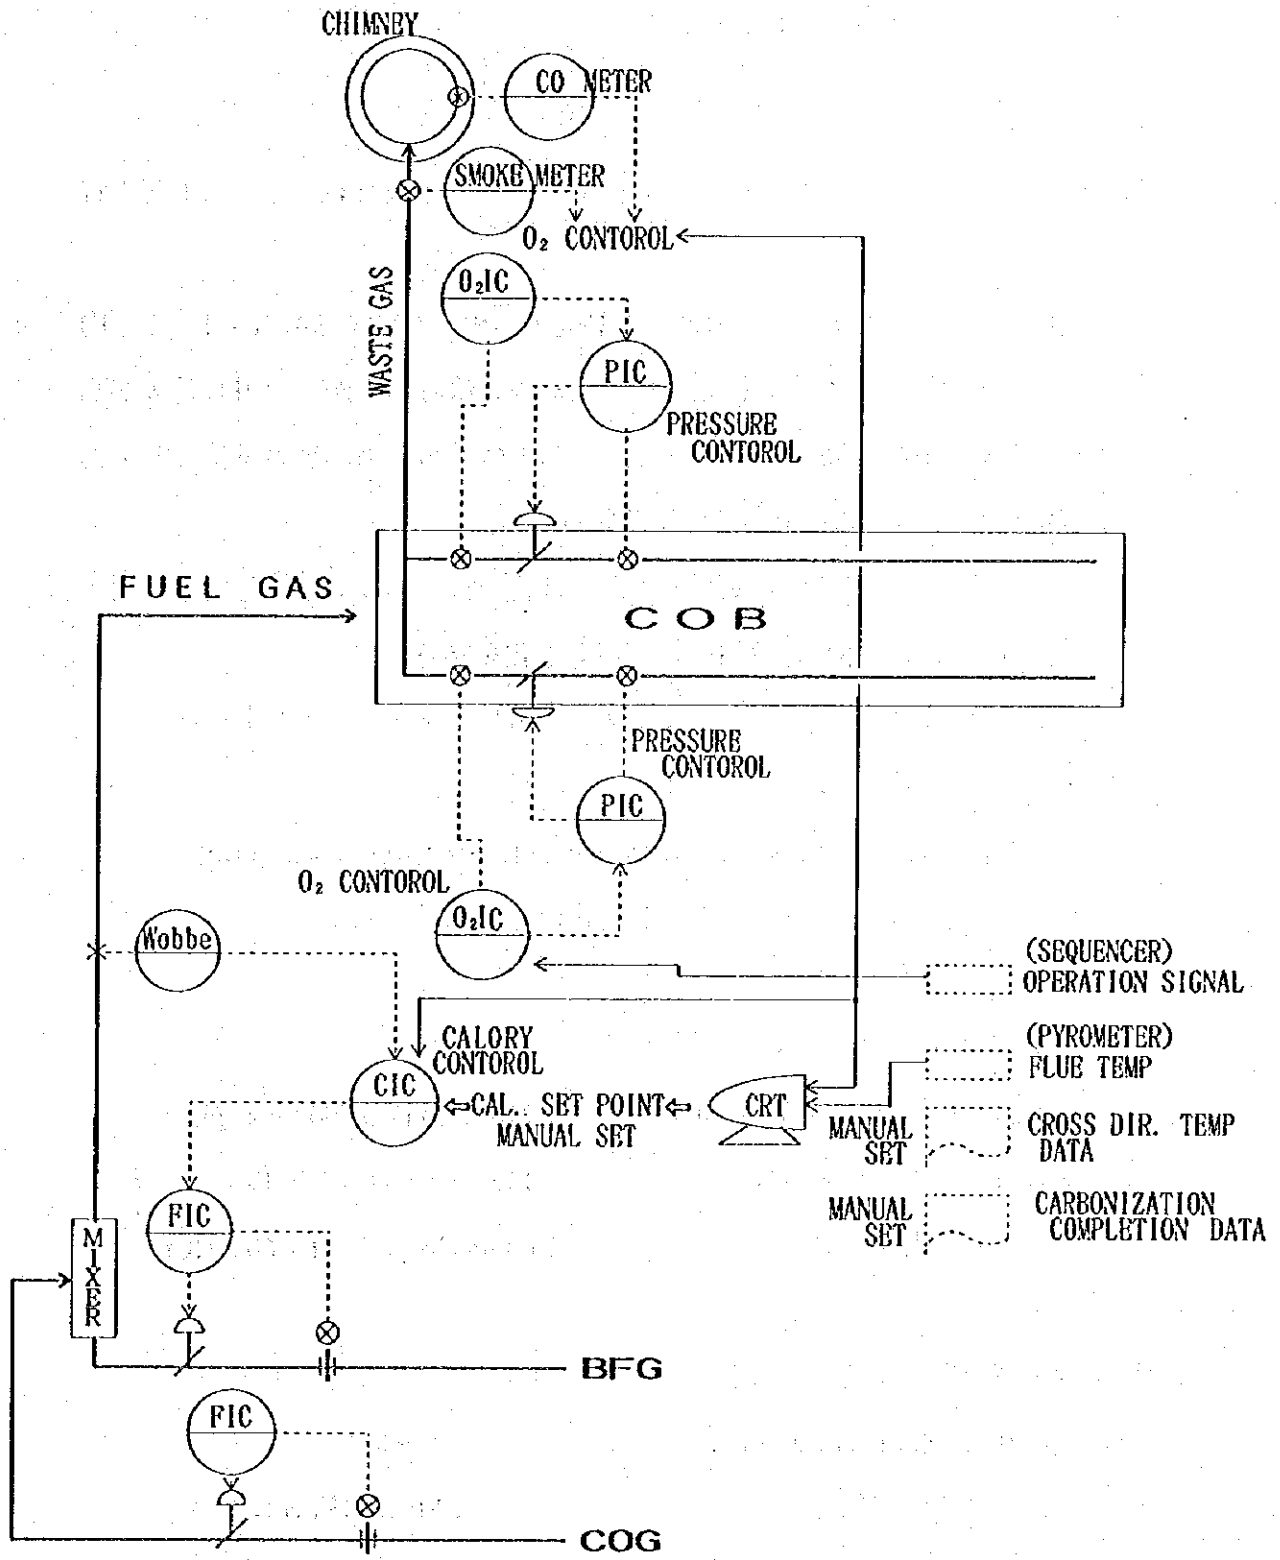 CHIMNEY
CO METER
SMOKE METER
O₂ CONTOROL
O₂IC
WASTE GAS
PIC
PRESSURE
CONTOROL
FUEL GAS
COB
PRESSURE
CONTOROL
PIC
O₂ CONTOROL
O₂IC
Wobbe
(SEQUENCER)
OPERATION SIGNAL
CALORY
CONTOROL
(PYROMETER)
FLUE TEMP
CIC
⇦CAL. SET POINT⇦
MANUAL SET
CRT
MANUAL
SET
CROSS DIR. TEMP
DATA
FIC
MANUAL
SET
CARBONIZATION
COMPLETION DATA
MIXER
BFG
FIC
COG